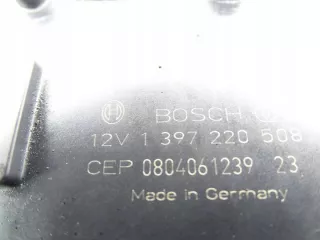 BOSCH
12V 1 397 220 508
CEP 0804061239 23
Made in Germany